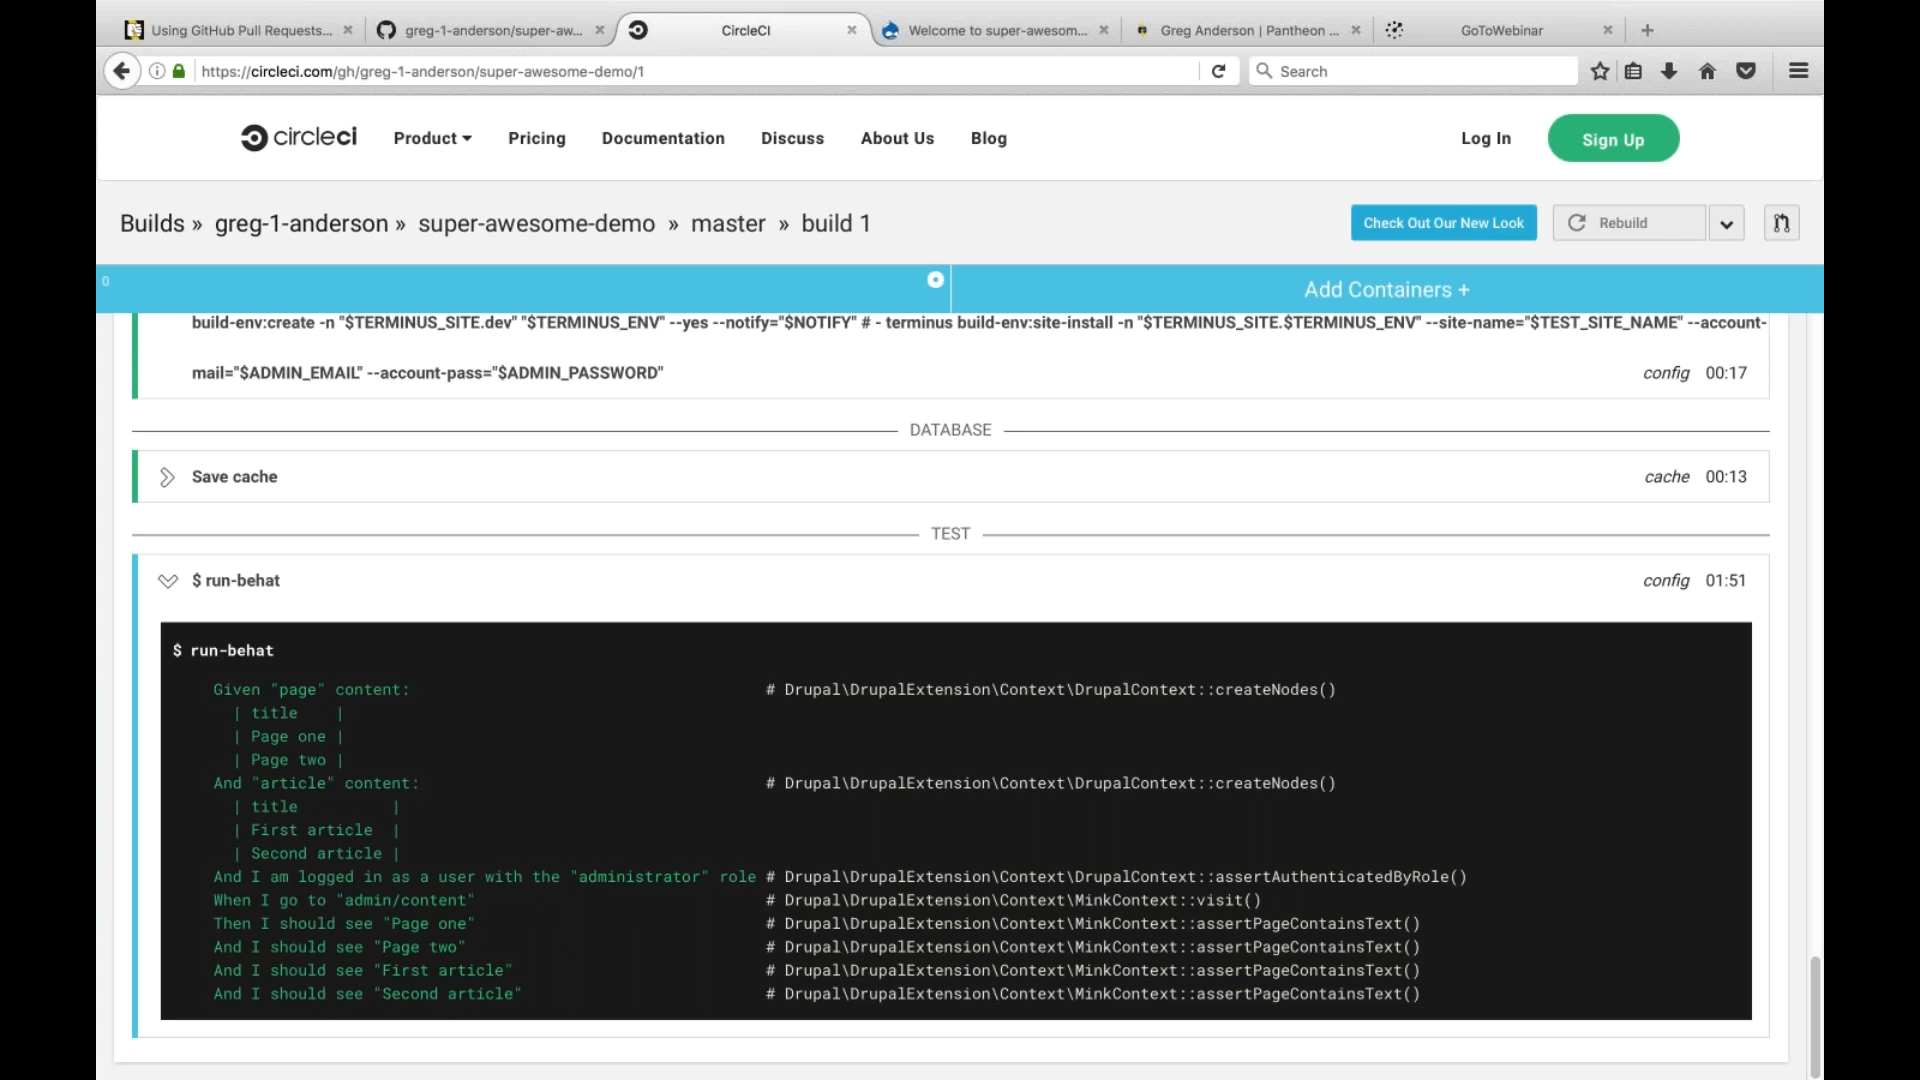 Using GitHub Pull Requests...
greg-1-anderson/super-aw...
CircleCI
Welcome to super-awesom...
Greg Anderson | Pantheon ...
GoToWebinar
https://circleci.com/gh/greg-1-anderson/super-awesome-demo/1
Search
circleci
Product
Pricing
Documentation
Discuss
About Us
Blog
Log In
Sign Up
Builds » greg-1-anderson » super-awesome-demo » master » build 1
Check Out Our New Look
Rebuild
0
Add Containers +
build-env:create -n "$TERMINUS_SITE.dev" "$TERMINUS_ENV" --yes --notify="$NOTIFY" # - terminus build-env:site-install -n "$TERMINUS_SITE.$TERMINUS_ENV" --site-name="$TEST_SITE_NAME" --account-
mail="$ADMIN_EMAIL" --account-pass="$ADMIN_PASSWORD" config 00:17
DATABASE
Save cache cache 00:13
TEST
$ run-behat config 01:51
$ run-behat
Given "page" content: # Drupal\DrupalExtension\Context\DrupalContext::createNodes()
| title |
| Page one |
| Page two |
And "article" content: # Drupal\DrupalExtension\Context\DrupalContext::createNodes()
| title |
| First article |
| Second article |
And I am logged in as a user with the "administrator" role # Drupal\DrupalExtension\Context\DrupalContext::assertAuthenticatedByRole()
When I go to "admin/content" # Drupal\DrupalExtension\Context\MinkContext::visit()
Then I should see "Page one" # Drupal\DrupalExtension\Context\MinkContext::assertPageContainsText()
And I should see "Page two" # Drupal\DrupalExtension\Context\MinkContext::assertPageContainsText()
And I should see "First article" # Drupal\DrupalExtension\Context\MinkContext::assertPageContainsText()
And I should see "Second article" # Drupal\DrupalExtension\Context\MinkContext::assertPageContainsText()